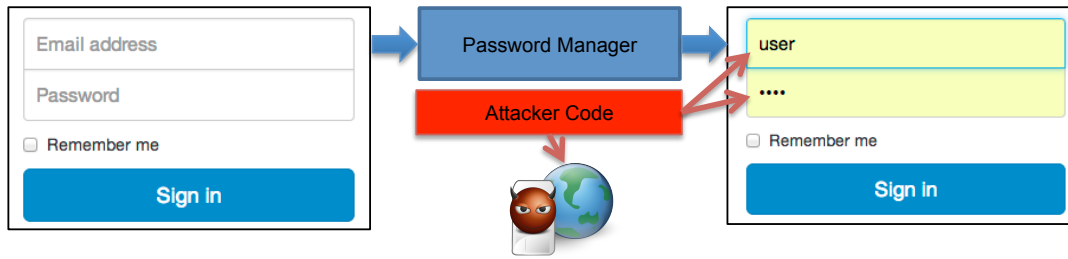 Email address
Password
Remember me
Sign in
Password Manager
Attacker Code
user
••••
Remember me
Sign in